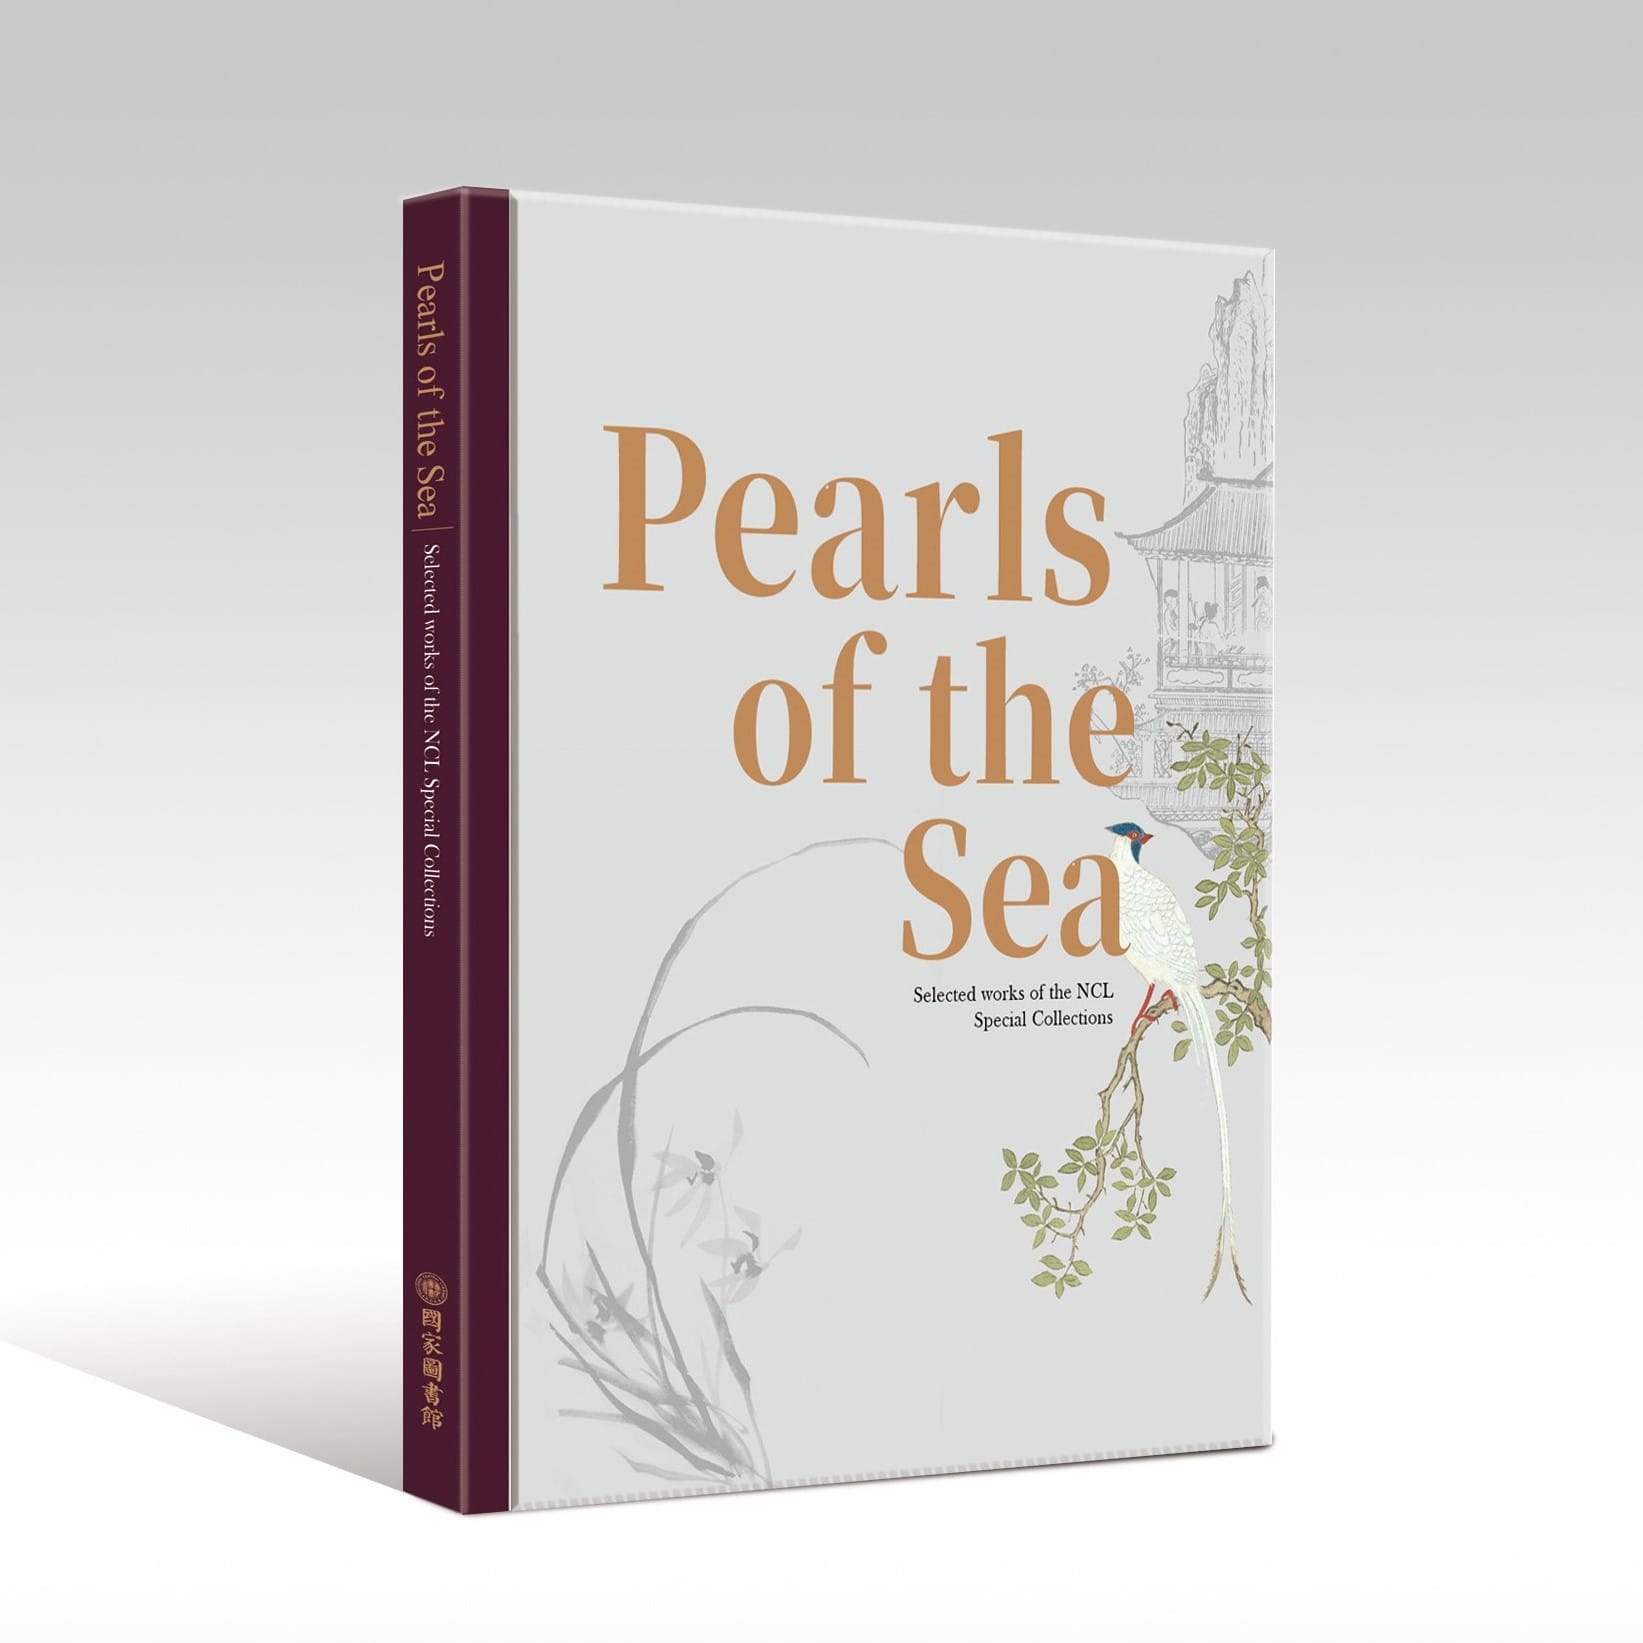 Pearls of the Sea
Selected works of the NCL Special Collections
國家圖書館
Pearls
of the
Sea
Selected works of the NCL
Special Collections